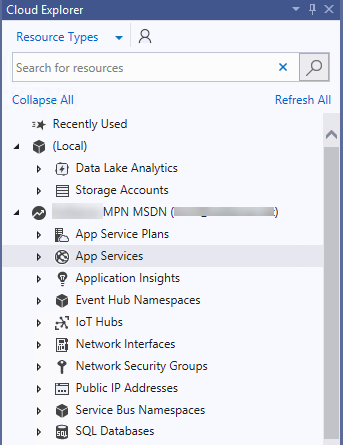 Cloud Explorer
Resource Types
Search for resources
Collapse All Refresh All
Recently Used
(Local)
Data Lake Analytics
Storage Accounts
MPN MSDN ( )
App Service Plans
App Services
Application Insights
Event Hub Namespaces
IoT Hubs
Network Interfaces
Network Security Groups
Public IP Addresses
Service Bus Namespaces
SQL Databases